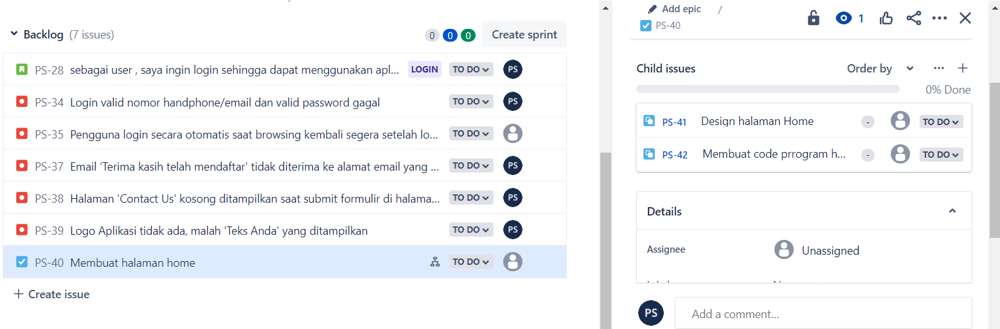 Backlog (7 issues) 0 0 0 Create sprint
PS-28 sebagai user , saya ingin login sehingga dapat menggunakan apl... LOGIN TO DO PS
PS-34 Login valid nomor handphone/email dan valid password gagal TO DO PS
PS-35 Pengguna login secara otomatis saat browsing kembali segera setelah lo... TO DO
PS-37 Email 'Terima kasih telah mendaftar' tidak diterima ke alamat email yang ... TO DO PS
PS-38 Halaman 'Contact Us' kosong ditampilkan saat submit formulir di halama... TO DO PS
PS-39 Logo Aplikasi tidak ada, malah 'Teks Anda' yang ditampilkan TO DO PS
PS-40 Membuat halaman home TO DO
+ Create issue
Add epic /
PS-40 1
Child issues Order by
0% Done
PS-41 Design halaman Home - TO DO
PS-42 Membuat code prrogram h... - TO DO
Details
Assignee Unassigned
PS Add a comment...